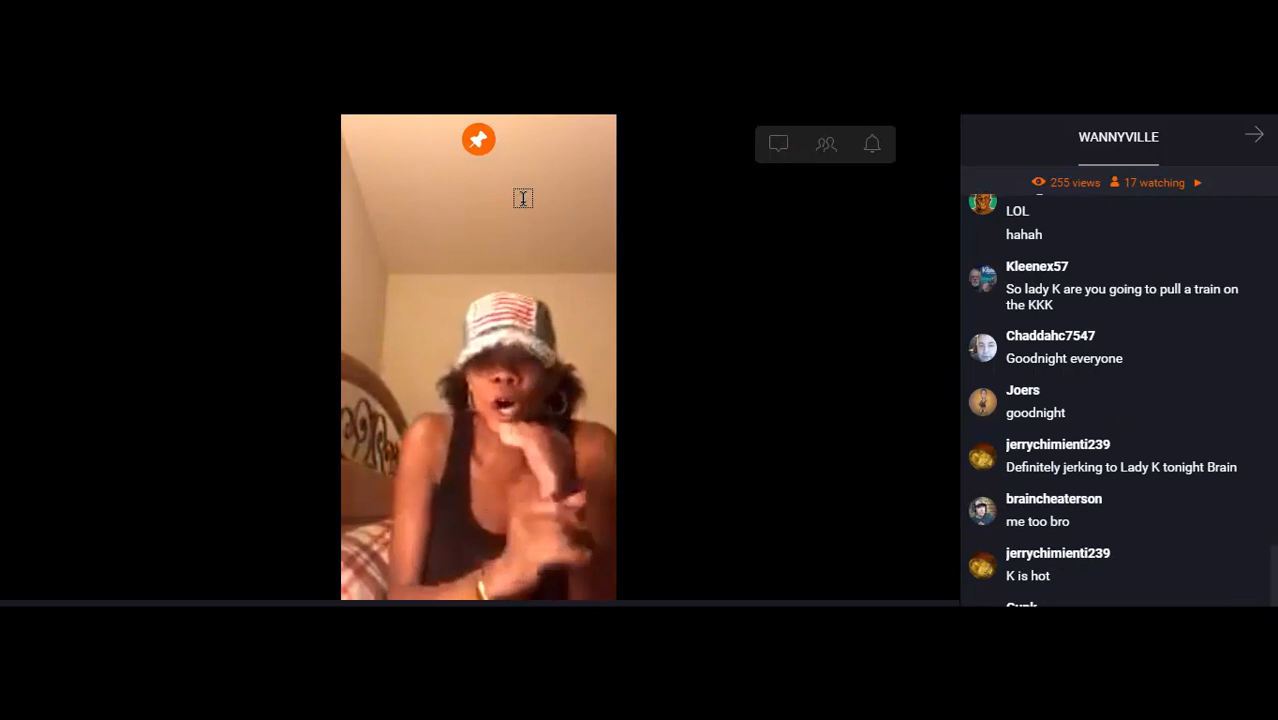 WANNYVILLE
255 views 17 watching
LOL
hahah
Kleenex57
So lady K are you going to pull a train on
the KKK
Chaddahc7547
Goodnight everyone
Joers
goodnight
jerrychimienti239
Definitely jerking to Lady K tonight Brain
braincheaterson
me too bro
jerrychimienti239
K is hot